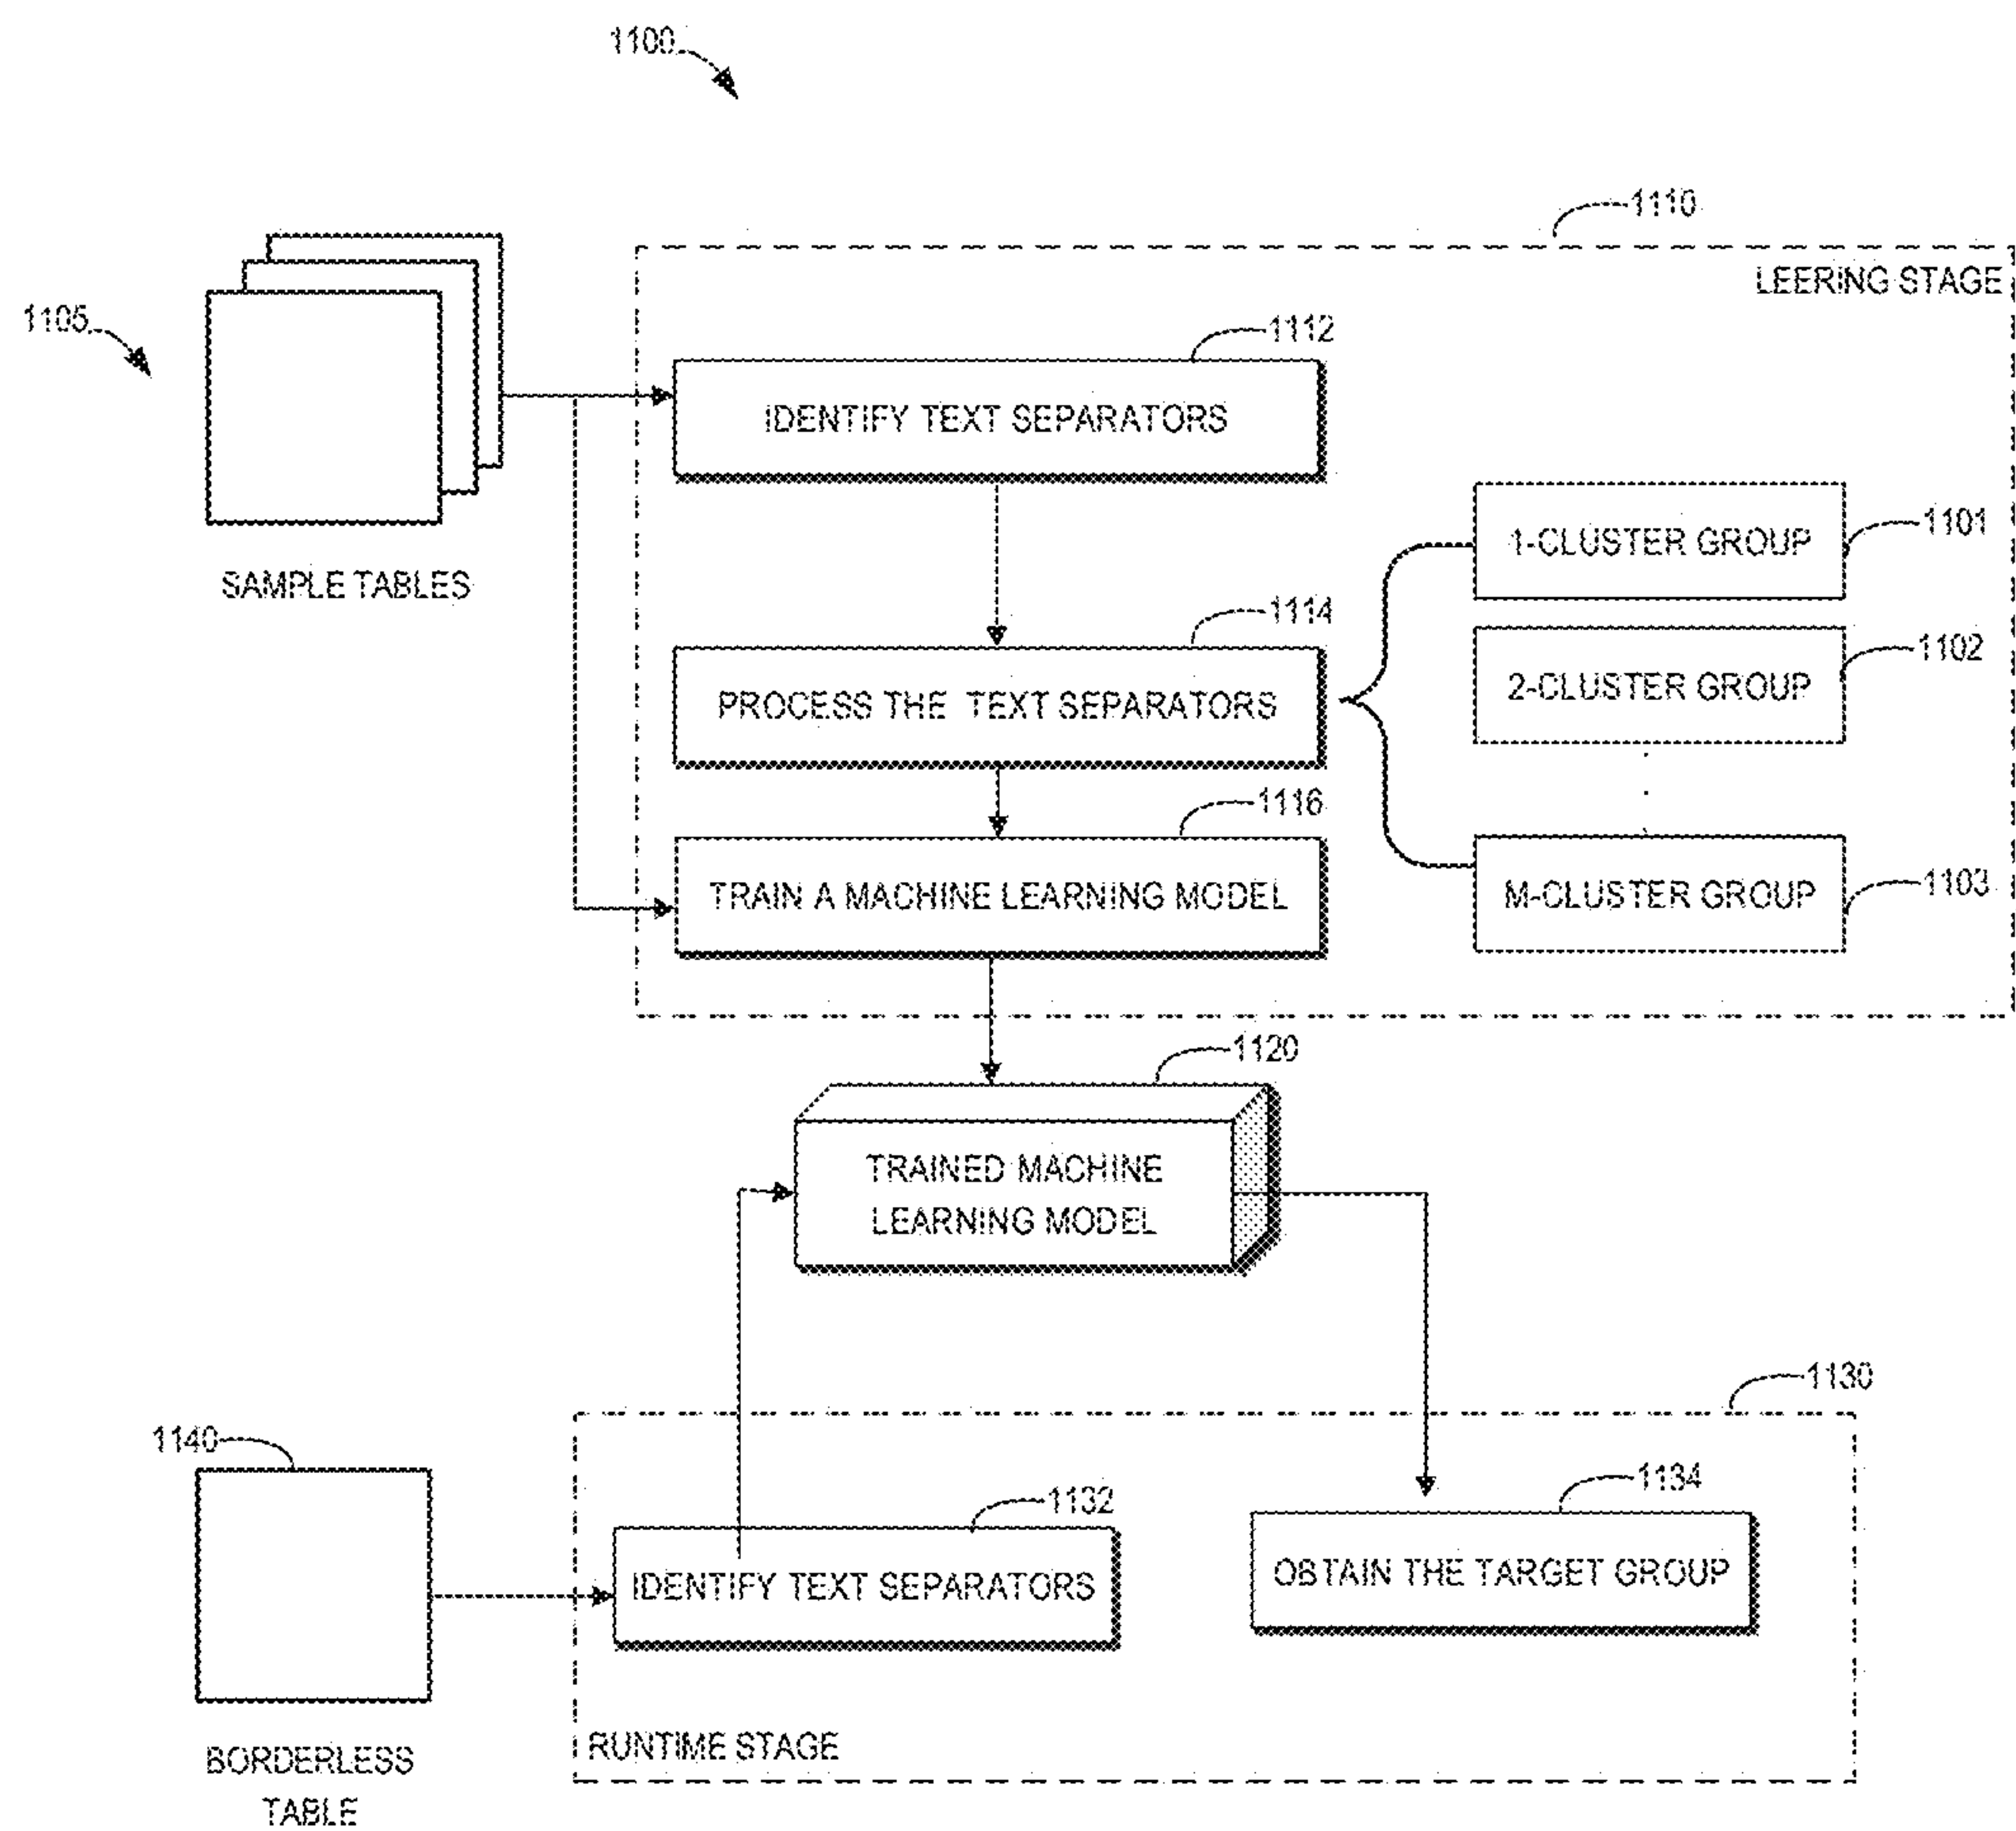 1100
1110
LEERING STAGE
1105
1112
IDENTIFY TEXT SEPARATORS
SAMPLE TABLES
1101
1-CLUSTER GROUP
1114
PROCESS THE TEXT SEPARATORS
1102
2-CLUSTER GROUP
1116
TRAIN A MACHINE LEARNING MODEL
1103
M-CLUSTER GROUP
1120
TRAINED MACHINE
LEARNING MODEL
1130
1140
1132
IDENTIFY TEXT SEPARATORS
1134
OBTAIN THE TARGET GROUP
RUNTIME STAGE
BORDERLESS
TABLE